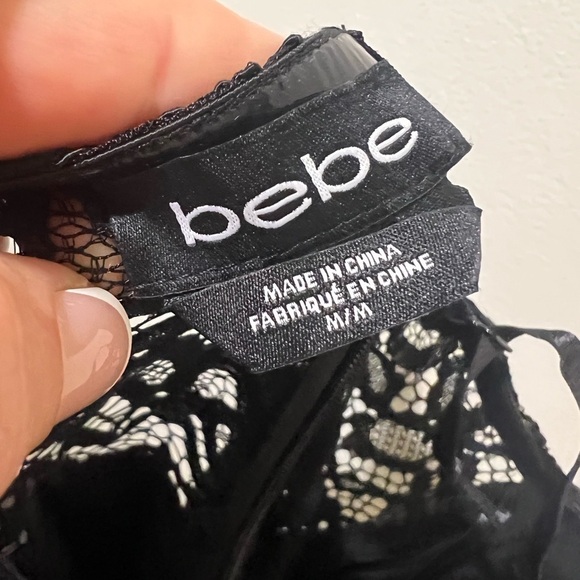 bebe
MADE IN CHINA
FABRIQUÉ EN CHINE
M/M